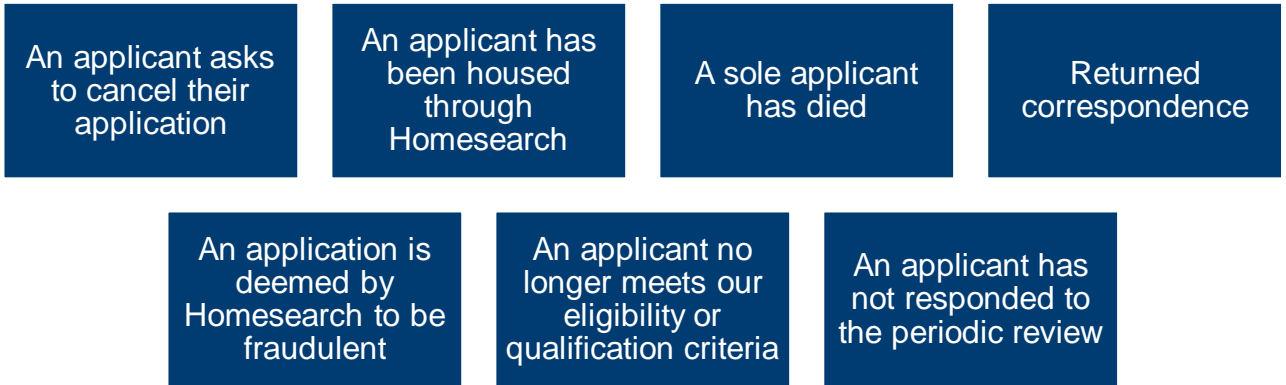 An applicant asks
to cancel their
application
An applicant has
been housed
through
Homesearch
A sole applicant
has died
Returned
correspondence
An application is
deemed by
Homesearch to be
fraudulent
An applicant no
longer meets our
eligibility or
qualification criteria
An applicant has
not responded to
the periodic review